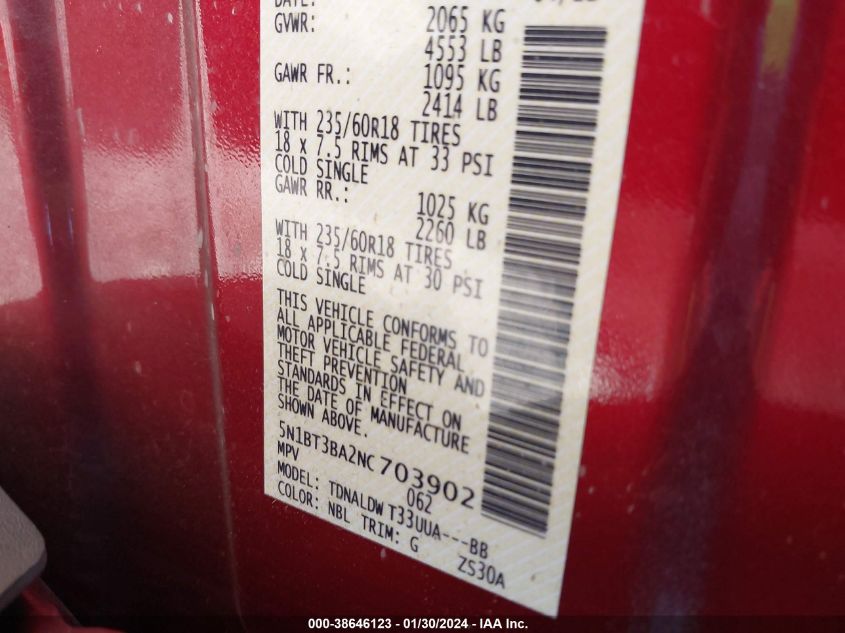 DATE:
GVWR: 2065 KG
4553 LB
GAWR FR.: 1095 KG
2414 LB
WITH 235/60R18 TIRES
18 x 7.5 RIMS AT 33 PSI
COLD SINGLE
GAWR RR.: 1025 KG
2260 LB
WITH 235/60R18 TIRES
18 x 7.5 RIMS AT 30 PSI
COLD SINGLE
THIS VEHICLE CONFORMS TO
ALL APPLICABLE FEDERAL
MOTOR VEHICLE SAFETY AND
THEFT PREVENTION
STANDARDS IN EFFECT ON
THE DATE OF MANUFACTURE
SHOWN ABOVE.
5N1BT3BA2NC703902
MPV 062
MODEL: TDNALDW T33UUA---BB
COLOR: NBL TRIM: G ZS30A
000-38646123 - 01/30/2024 - IAA Inc.